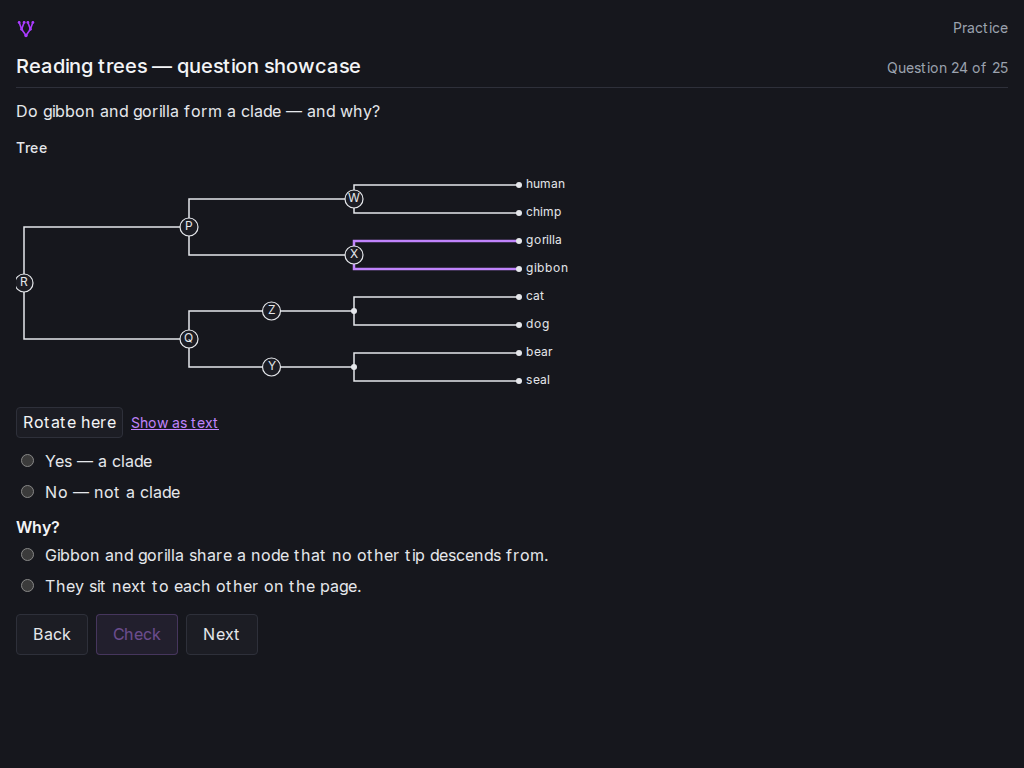 Practice
Reading trees — question showcase
Question 24 of 25
Do gibbon and gorilla form a clade — and why?
Tree
human
W
chimp
P
gorilla
X
gibbon
R
cat
Z
dog
Q
bear
Y
seal
Rotate here Show as text
Yes — a clade
No — not a clade
Why?
Gibbon and gorilla share a node that no other tip descends from.
They sit next to each other on the page.
Back Check Next